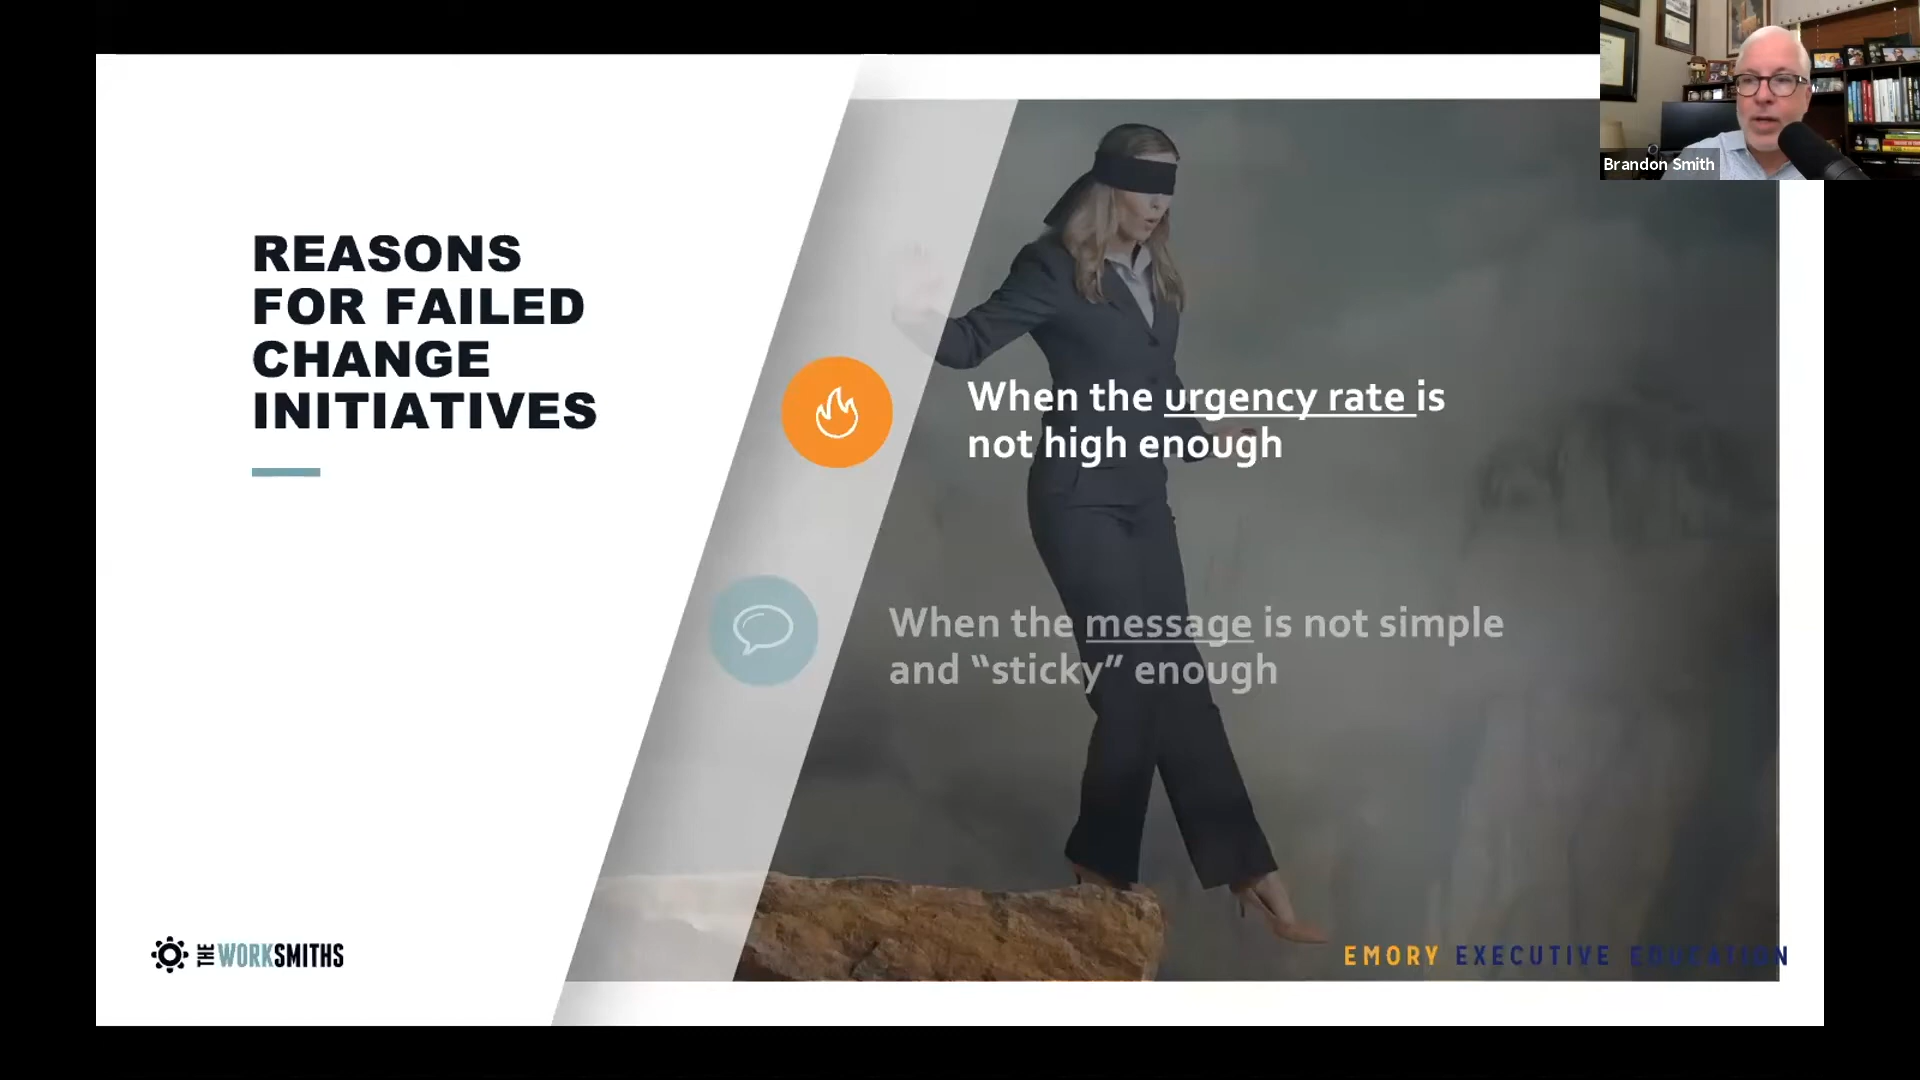 Brandon Smith
REASONS
FOR FAILED
CHANGE
INITIATIVES
When the urgency rate is
not high enough
When the message is not simple
and “sticky” enough
THE WORKSMITHS
EMORY EXECUTIVE EDUCATION